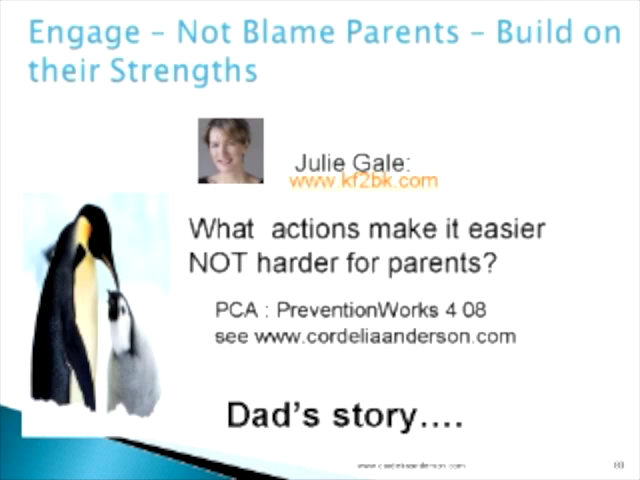 Engage – Not Blame Parents – Build on
their Strengths
Julie Gale:
www.kf2bk.com
What  actions make it easier
NOT harder for parents?
PCA : PreventionWorks 4 08
see www.cordeliaanderson.com
Dad's story....
www.cordeliaanderson.com